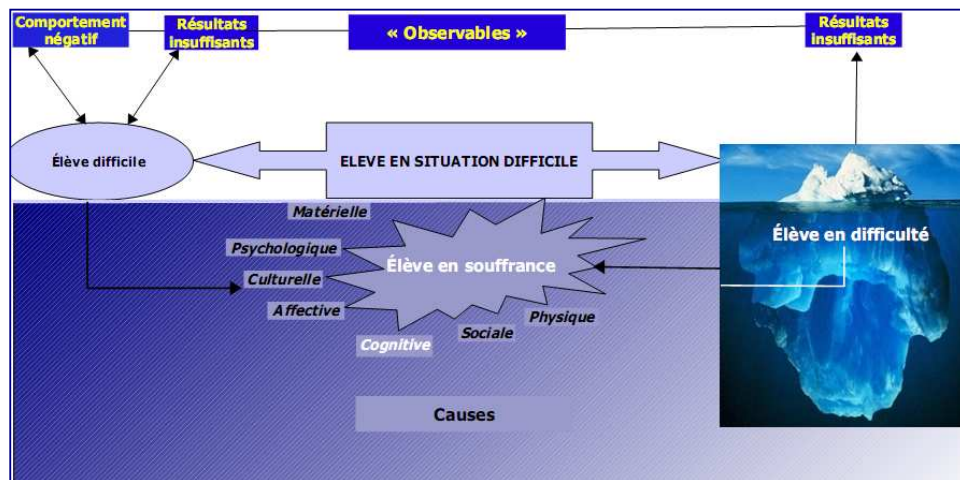 Comportement
négatif
Résultats
insuffisants
« Observables »
Résultats
insuffisants
Élève difficile
ELEVE EN SITUATION DIFFICILE
Matérielle
Psychologique
Culturelle
Affective
Cognitive
Sociale
Physique
Élève en souffrance
Élève en difficulté
Causes